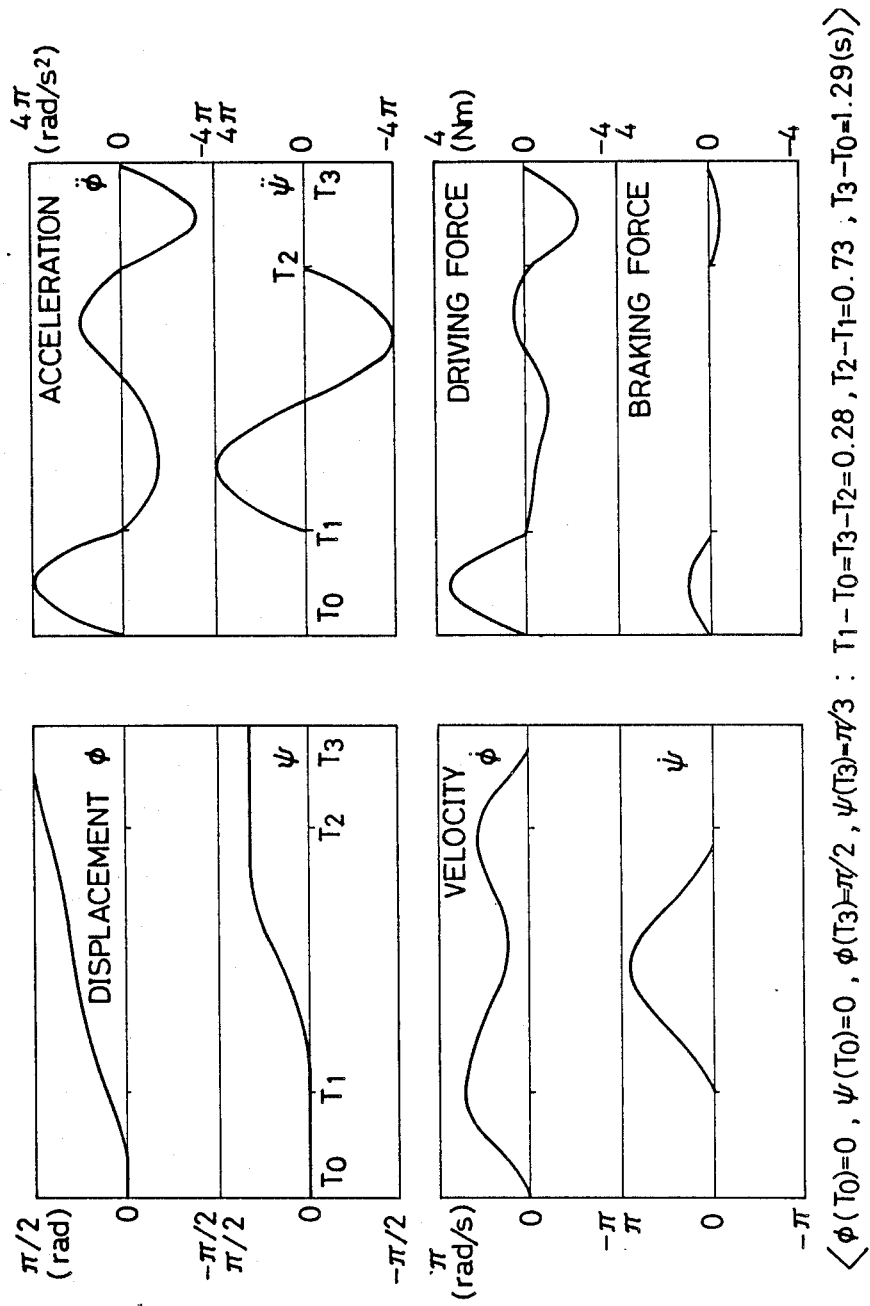 π/2
(rad)
DISPLACEMENT ϕ
0
-π/2
π/2
ψ
0
T0 T1 T2 T3
-π/2
4π
(rad/s²)
ACCELERATION ϕ̈
0
-4π
4π
ψ̈
T2
0
T0 T1 T3
-4π
π
(rad/s)
VELOCITY ϕ̇
0
-π
π
ψ̇
0
-π
4
(Nm)
DRIVING FORCE
0
-4
4
BRAKING FORCE
0
-4
⟨ϕ(T0)=0 , ψ(T0)=0 , ϕ(T3)=π/2 , ψ(T3)=π/3 : T1-T0=T3-T2=0.28 , T2-T1=0.73 , T3-T0=1.29(s)⟩